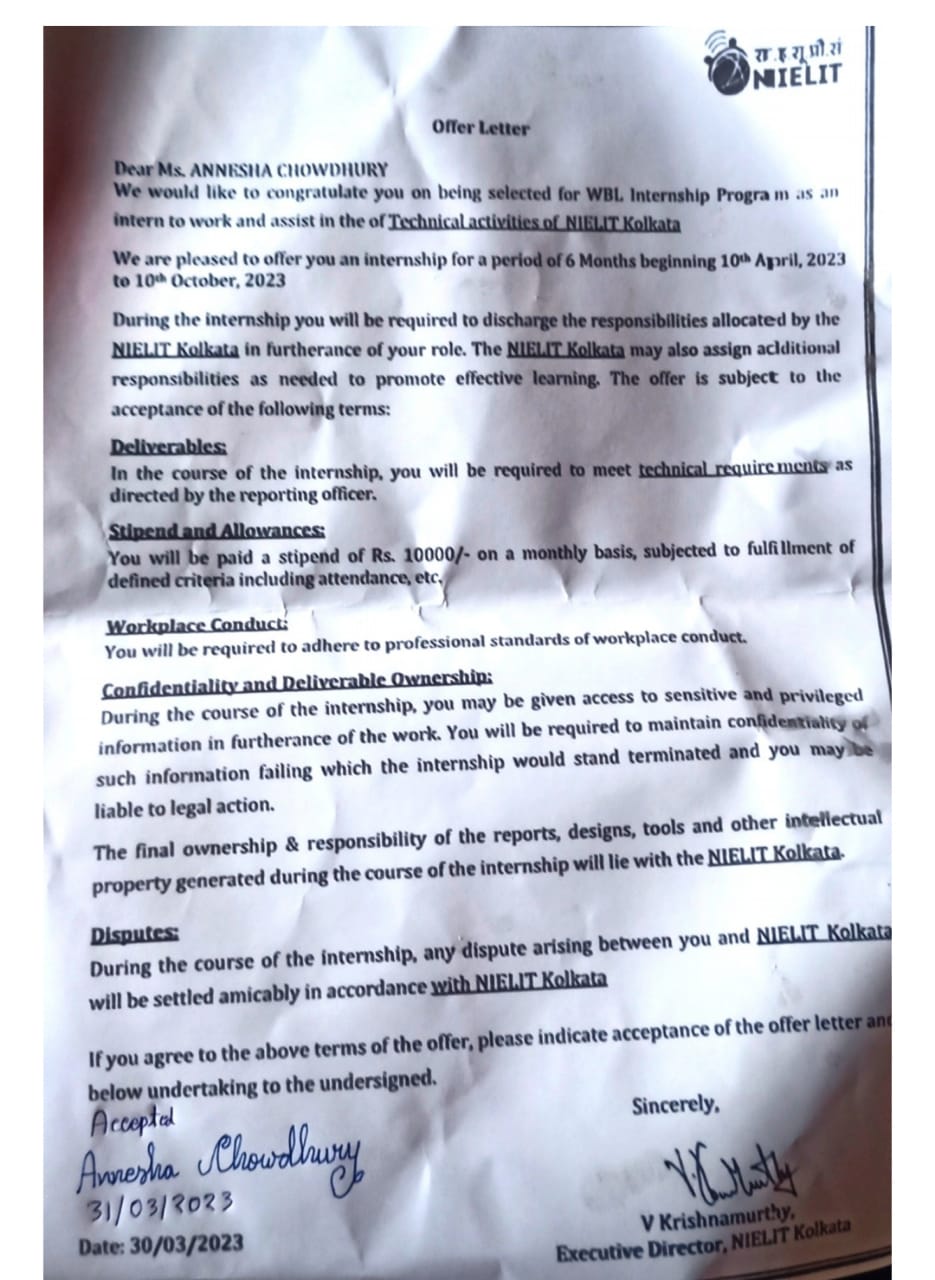 रा.इ.सू.प्रौ.सं
NIELIT
Offer Letter
Dear Ms. ANNESHA CHOWDHURY
We would like to congratulate you on being selected for WBL Internship Program as an
intern to work and assist in the of Technical activities of NIELIT Kolkata
We are pleased to offer you an internship for a period of 6 Months beginning 10th April, 2023
to 10th October, 2023
During the internship you will be required to discharge the responsibilities allocated by the
NIELIT Kolkata in furtherance of your role. The NIELIT Kolkata may also assign additional
responsibilities as needed to promote effective learning. The offer is subject to the
acceptance of the following terms:
Deliverables:
In the course of the internship, you will be required to meet technical requirements as
directed by the reporting officer.
Stipend and Allowances:
You will be paid a stipend of Rs. 10000/- on a monthly basis, subjected to fulfillment of
defined criteria including attendance, etc.
Workplace Conduct:
You will be required to adhere to professional standards of workplace conduct.
Confidentiality and Deliverable Ownership:
During the course of the internship, you may be given access to sensitive and privileged
information in furtherance of the work. You will be required to maintain confidentiality of
such information failing which the internship would stand terminated and you may be
liable to legal action.
The final ownership & responsibility of the reports, designs, tools and other intellectual
property generated during the course of the internship will lie with the NIELIT Kolkata.
Disputes:
During the course of the internship, any dispute arising between you and NIELIT Kolkata
will be settled amicably in accordance with NIELIT Kolkata
If you agree to the above terms of the offer, please indicate acceptance of the offer letter and
below undertaking to the undersigned.
Accepted
Annesha Chowdhury
31/03/2023
Date: 30/03/2023
Sincerely,
V Krishnamurthy,
Executive Director, NIELIT Kolkata